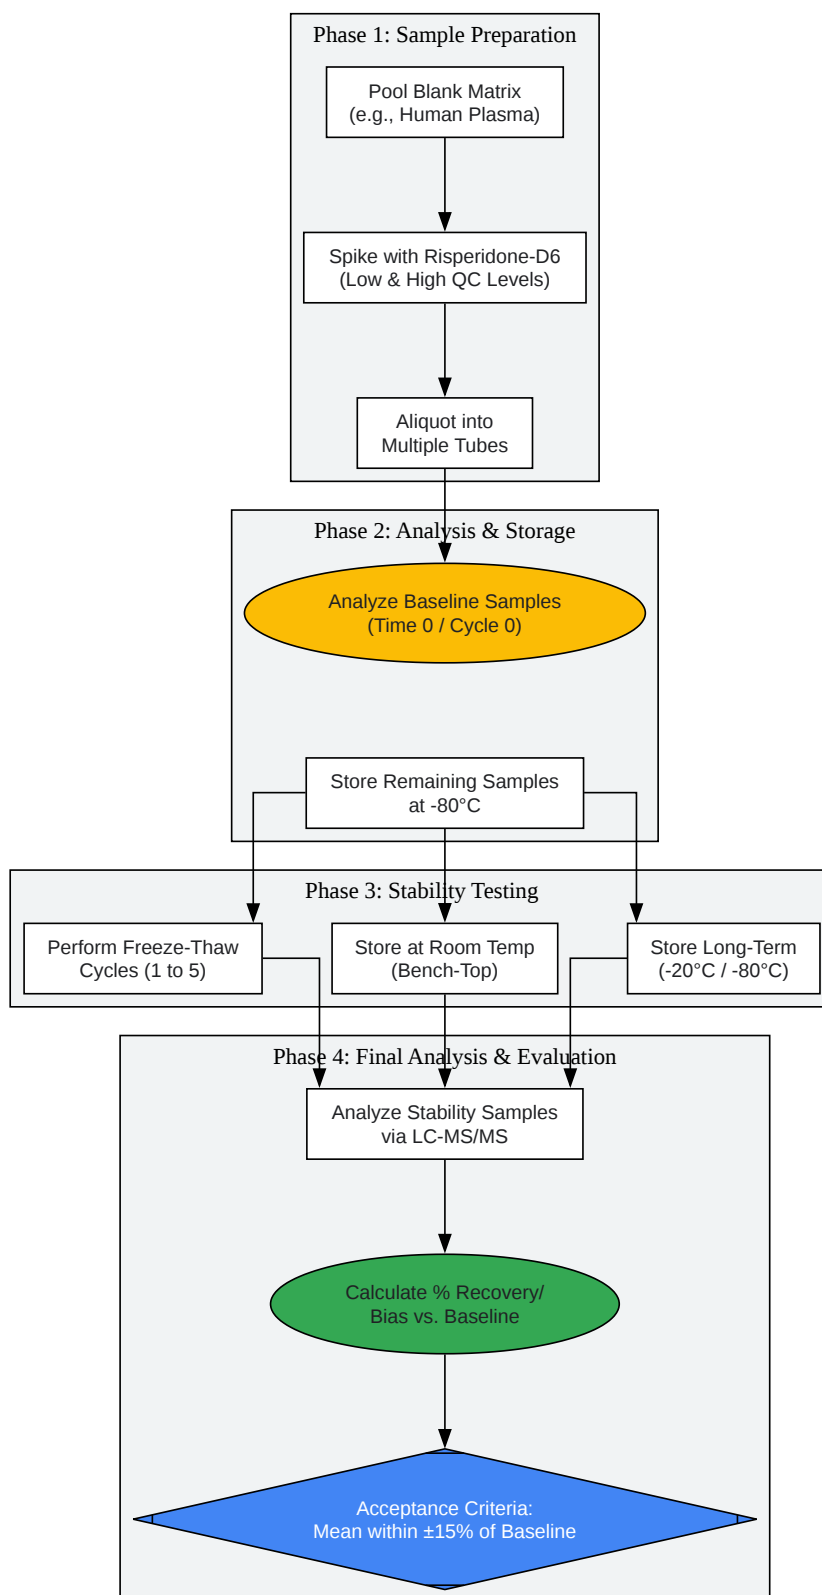 Phase 1: Sample Preparation
Pool Blank Matrix
(e.g., Human Plasma)
Spike with Risperidone-D6
(Low & High QC Levels)
Aliquot into
Multiple Tubes
Phase 2: Analysis & Storage
Analyze Baseline Samples
(Time 0 / Cycle 0)
Store Remaining Samples
at -80°C
Phase 3: Stability Testing
Perform Freeze-Thaw
Cycles (1 to 5)
Store at Room Temp
(Bench-Top)
Store Long-Term
(-20°C / -80°C)
Phase 4: Final Analysis & Evaluation
Analyze Stability Samples
via LC-MS/MS
Calculate % Recovery/
Bias vs. Baseline
Acceptance Criteria:
Mean within ±15% of Baseline